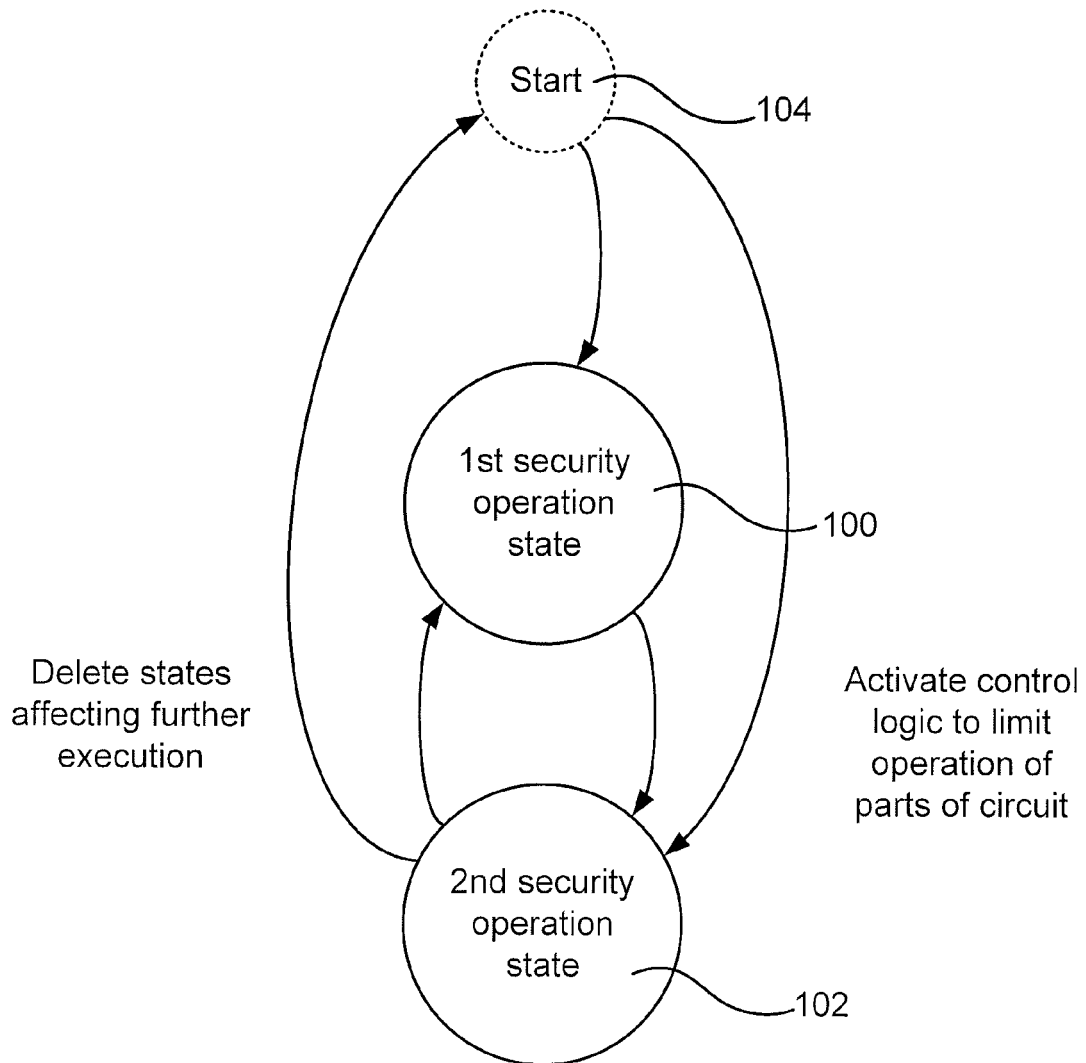 Start
104
1st security
operation
state
100
Delete states
affecting further
execution
Activate control
logic to limit
operation of
parts of circuit
2nd security
operation
state
102